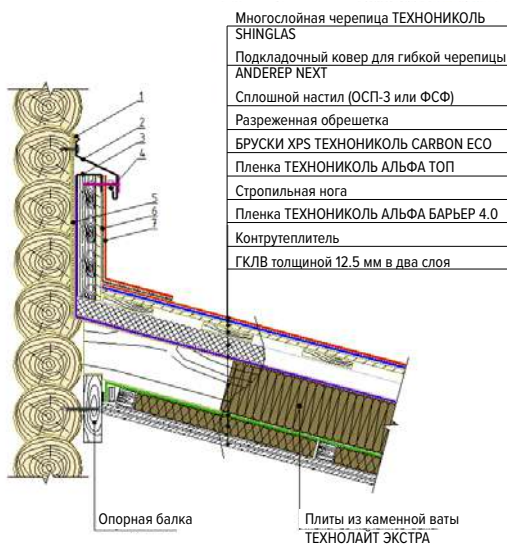 Многослойная черепица ТЕХНОНИКОЛЬ
SHINGLAS
Подкладочный ковер для гибкой черепицы
ANDEREP NEXT
Сплошной настил (ОСП-3 или ФСФ)
Разреженная обрешетка
БРУСКИ XPS ТЕХНОНИКОЛЬ CARBON ECO
Пленка ТЕХНОНИКОЛЬ АЛЬФА ТОП
Стропильная нога
Пленка ТЕХНОНИКОЛЬ АЛЬФА БАРЬЕР 4.0
Контрутеплитель
ГКЛВ толщиной 12.5 мм в два слоя
1
2
3
4
5
6
7
Опорная балка
Плиты из каменной ваты
ТЕХНОЛАЙТ ЭКСТРА